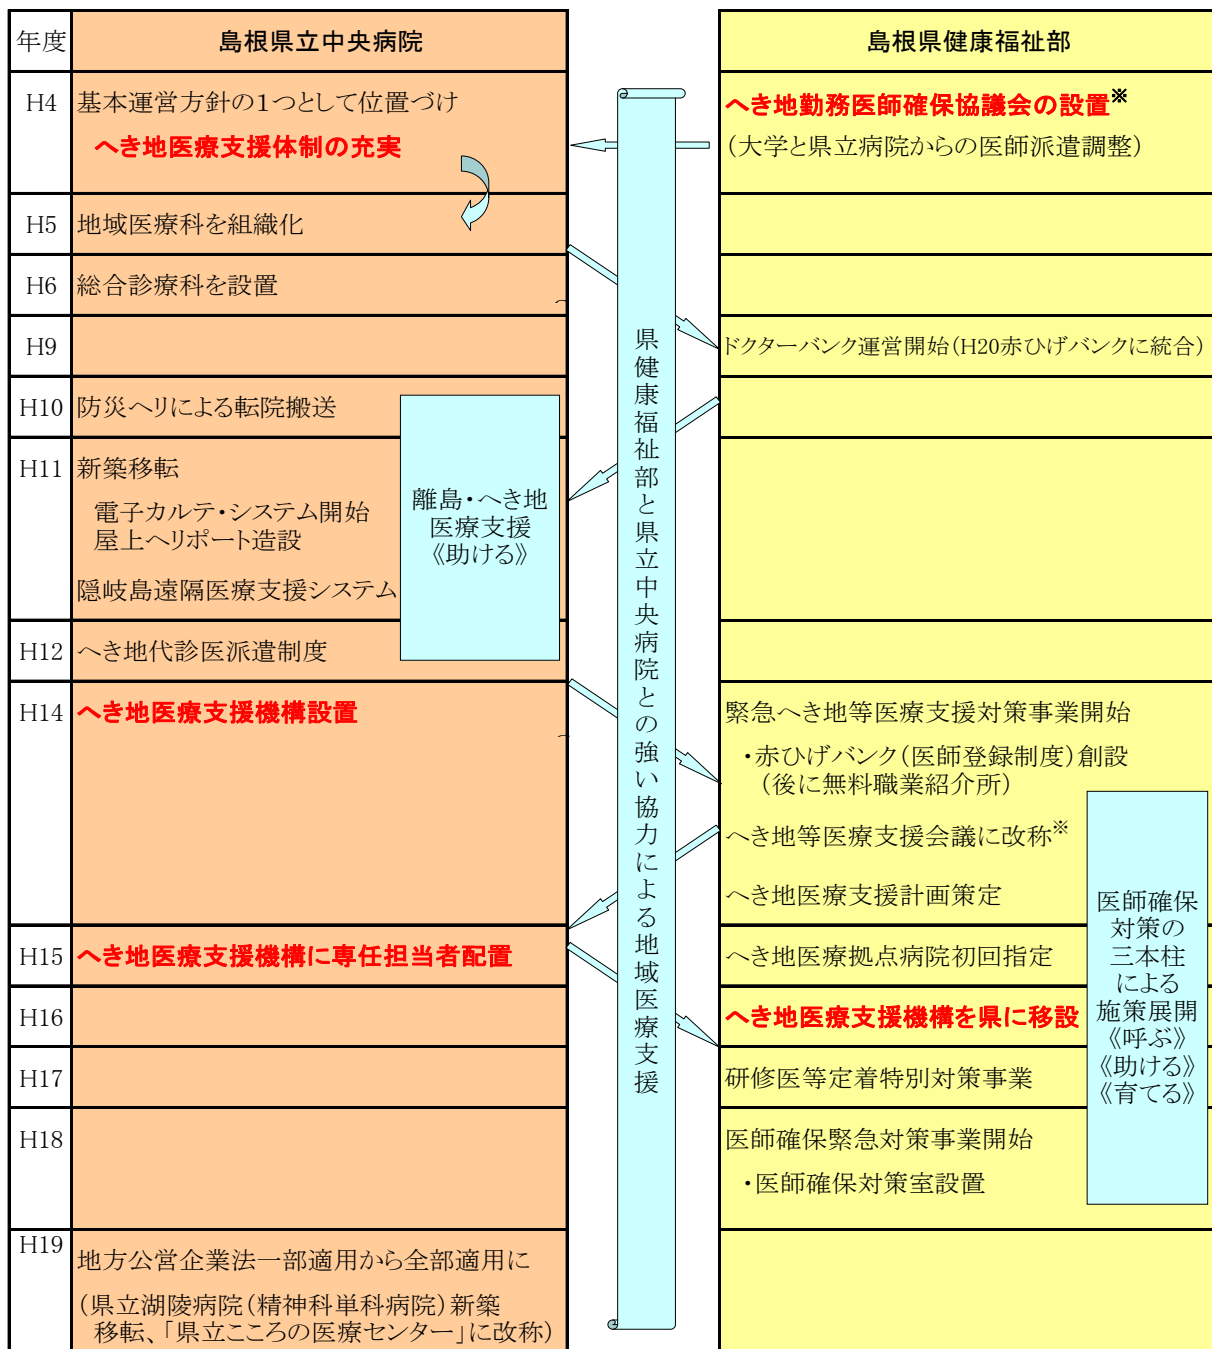 年度
島根県立中央病院
島根県健康福祉部
H4
基本運営方針の1つとして位置づけ
へき地医療支援体制の充実
へき地勤務医師確保協議会の設置※
（大学と県立病院からの医師派遣調整）
H5
地域医療科を組織化
H6
総合診療科を設置
H9
ドクターバンク運営開始（H20赤ひげバンクに統合）
H10
防災ヘリによる転院搬送
H11
新築移転
電子カルテ・システム開始
屋上ヘリポート造設
隠岐島遠隔医療支援システム
離島・へき地
医療支援
《助ける》
H12
へき地代診医派遣制度
県健康福祉部と県立中央病院との強い協力による地域医療支援
H14
へき地医療支援機構設置
緊急へき地等医療支援対策事業開始
・赤ひげバンク（医師登録制度）創設
（後に無料職業紹介所）
へき地等医療支援会議に改称※
へき地医療支援計画策定
H15
へき地医療支援機構に専任担当者配置
へき地医療拠点病院初回指定
H16
へき地医療支援機構を県に移設
H17
研修医等定着特別対策事業
H18
医師確保緊急対策事業開始
・医師確保対策室設置
医師確保
対策の
三本柱
による
施策展開
《呼ぶ》
《助ける》
《育てる》
H19
地方公営企業法一部適用から全部適用に
（県立湖陵病院（精神科単科病院）新築
移転、「県立こころの医療センター」に改称）